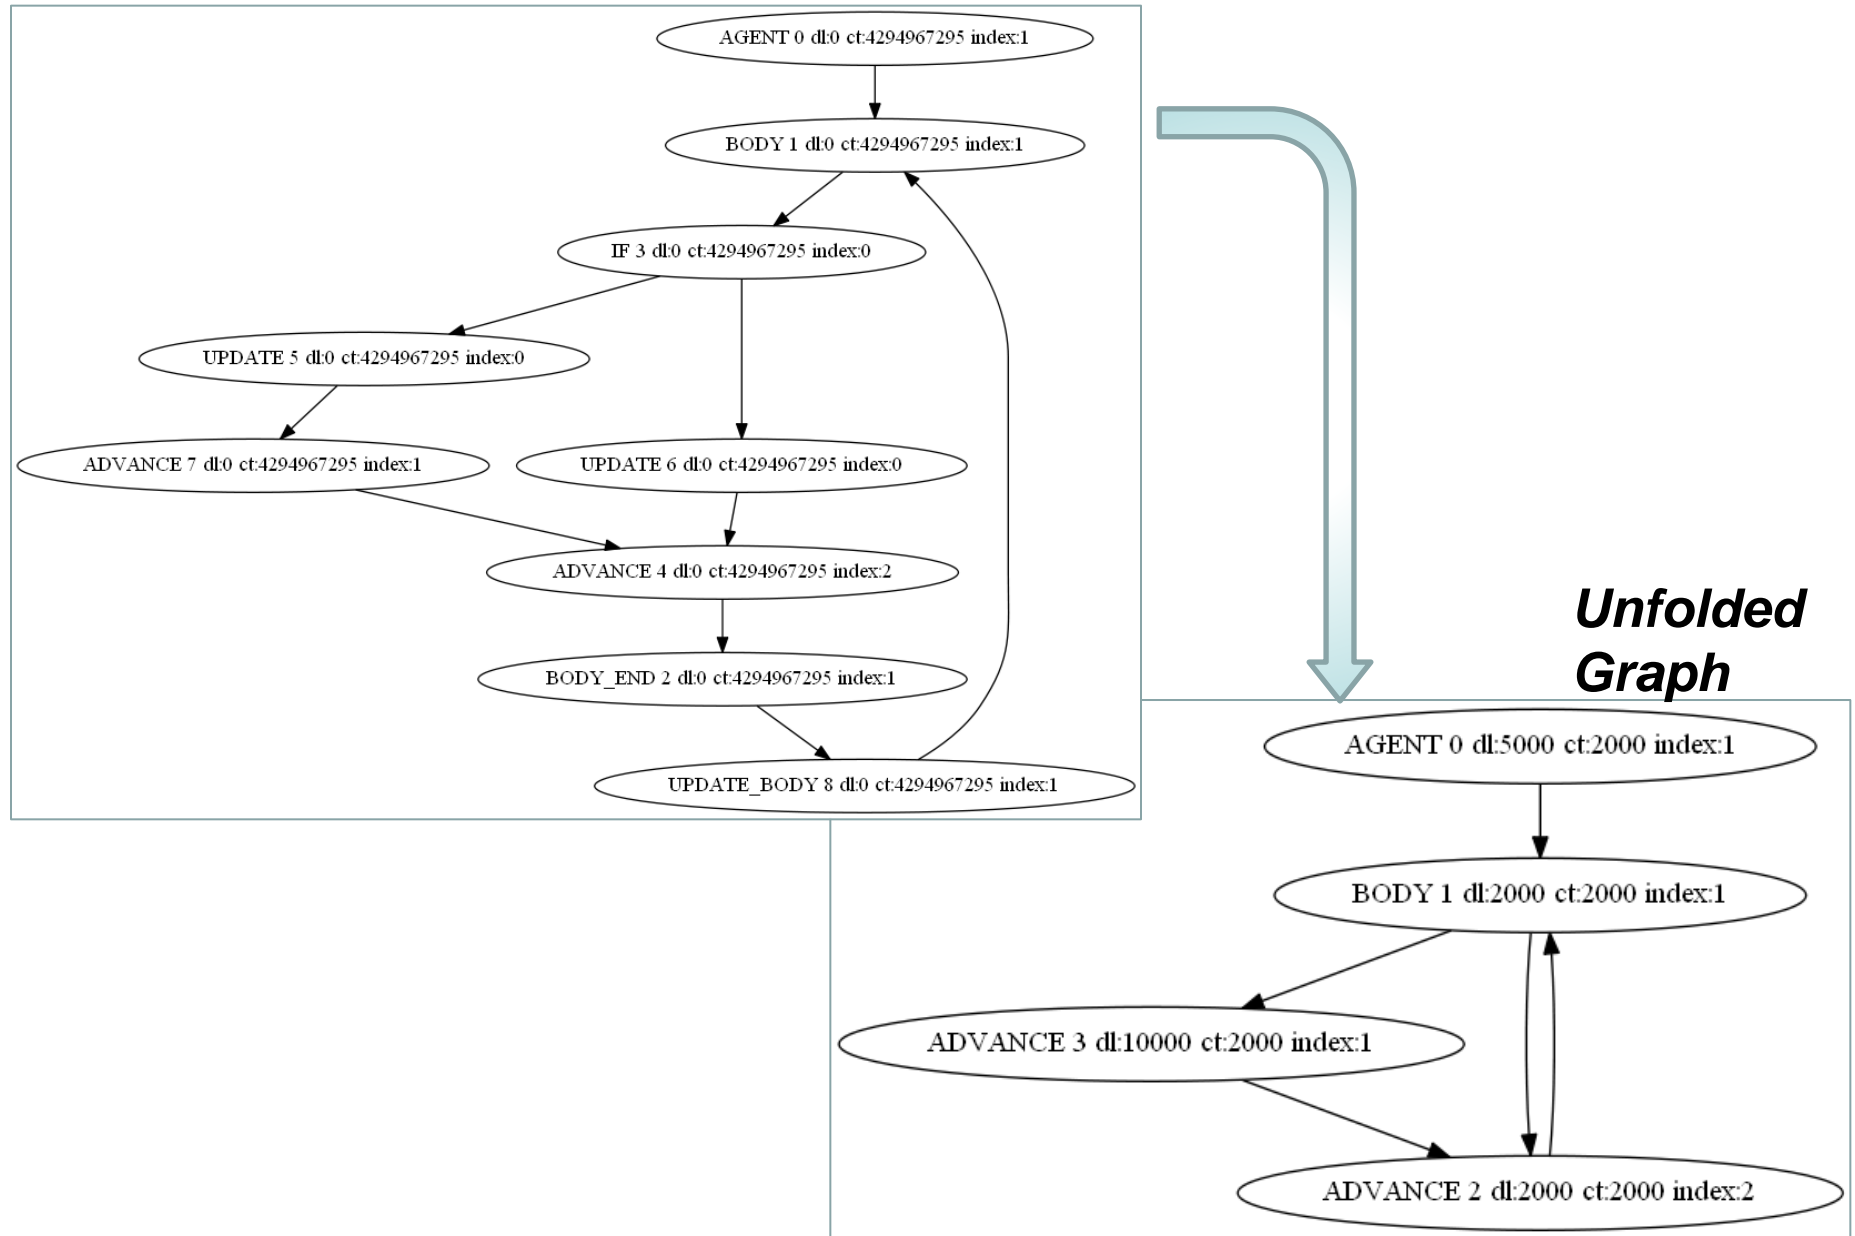 AGENT 0 dl:0 ct:4294967295 index:1
BODY 1 dl:0 ct:4294967295 index:1
IF 3 dl:0 ct:4294967295 index:0
UPDATE 5 dl:0 ct:4294967295 index:0
ADVANCE 7 dl:0 ct:4294967295 index:1
UPDATE 6 dl:0 ct:4294967295 index:0
ADVANCE 4 dl:0 ct:4294967295 index:2
BODY_END 2 dl:0 ct:4294967295 index:1
UPDATE_BODY 8 dl:0 ct:4294967295 index:1
Unfolded
Graph
AGENT 0 dl:5000 ct:2000 index:1
BODY 1 dl:2000 ct:2000 index:1
ADVANCE 3 dl:10000 ct:2000 index:1
ADVANCE 2 dl:2000 ct:2000 index:2